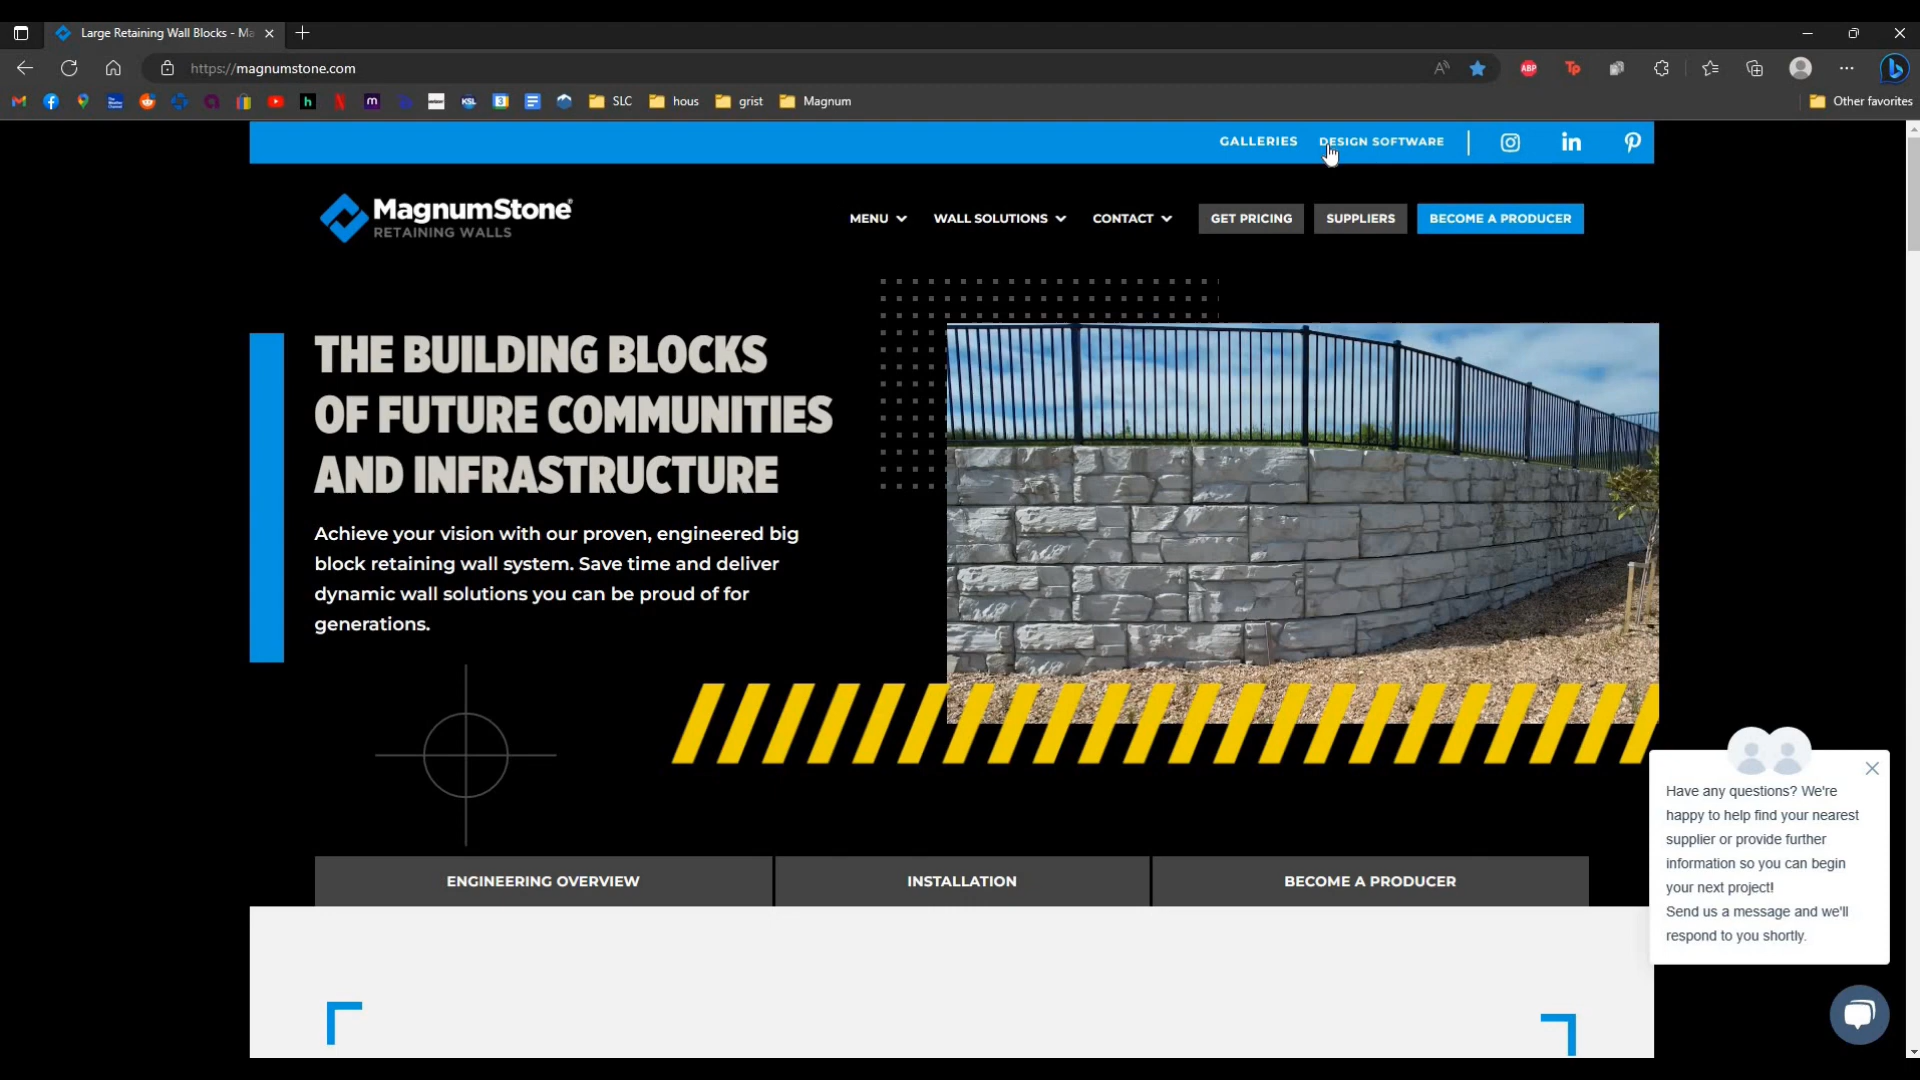 Large Retaining Wall Blocks - Ma
https://magnumstone.com
ABP
Tp
SLC
hous
grist
Magnum
Other favorites
GALLERIES
DESIGN SOFTWARE
MagnumStone®
RETAINING WALLS
MENU
WALL SOLUTIONS
CONTACT
GET PRICING
SUPPLIERS
BECOME A PRODUCER
THE BUILDING BLOCKS
OF FUTURE COMMUNITIES
AND INFRASTRUCTURE
Achieve your vision with our proven, engineered big
block retaining wall system. Save time and deliver
dynamic wall solutions you can be proud of for
generations.
ENGINEERING OVERVIEW
INSTALLATION
BECOME A PRODUCER
Have any questions? We're
happy to help find your nearest
supplier or provide further
information so you can begin
your next project!
Send us a message and we'll
respond to you shortly.